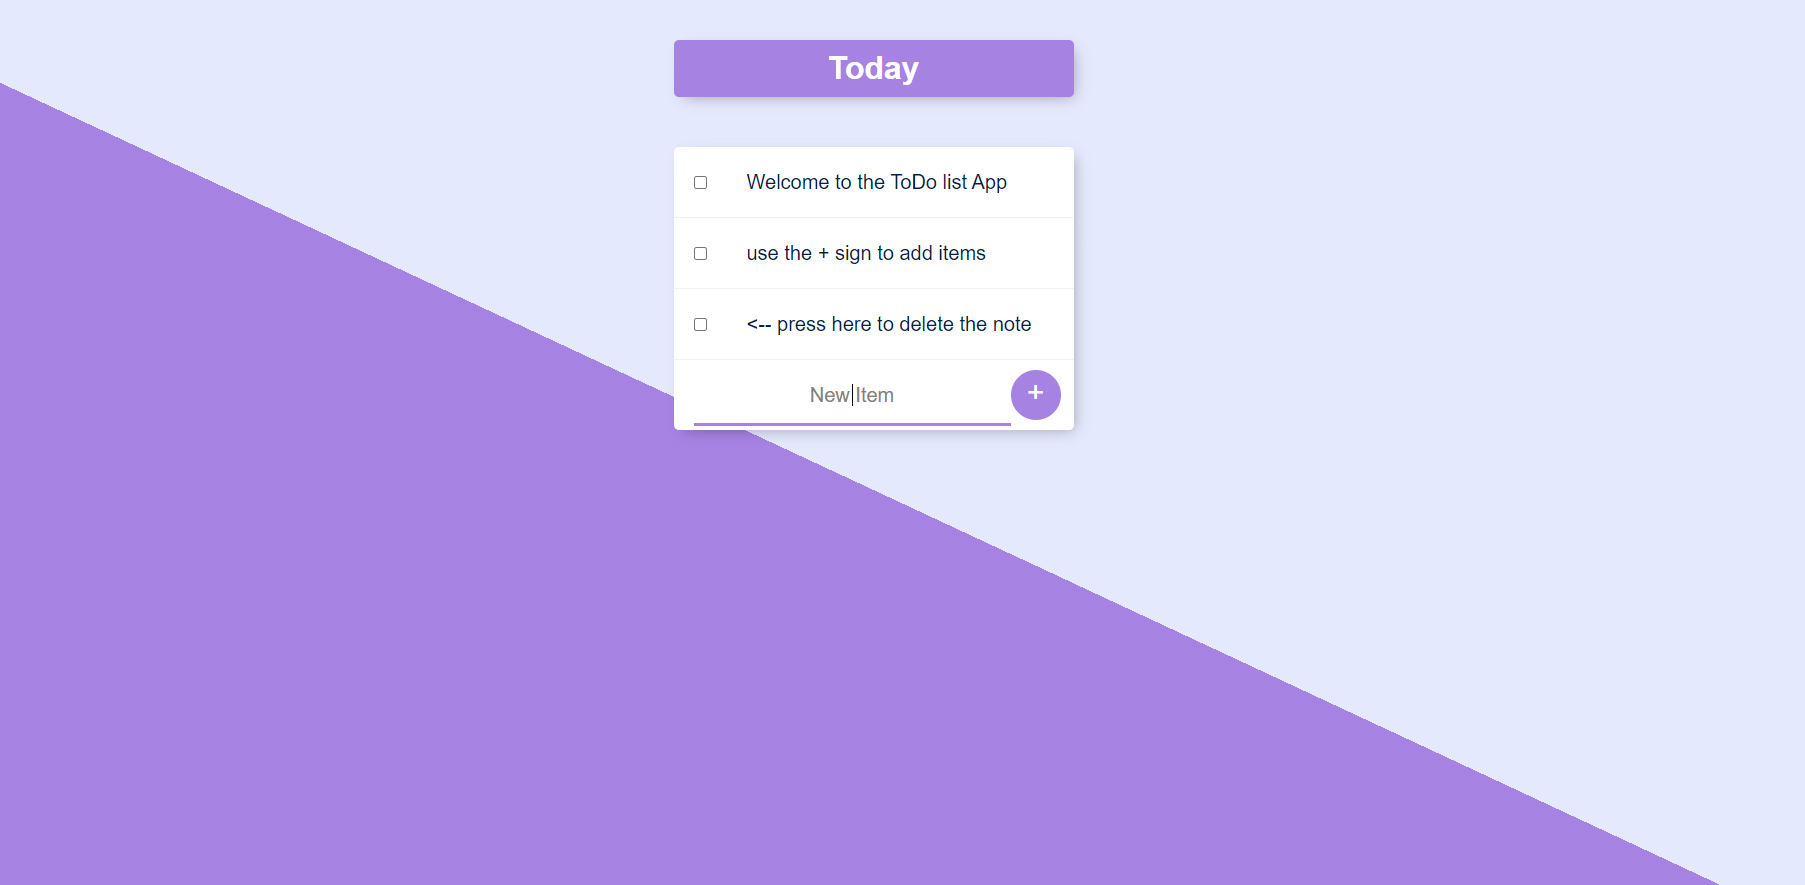 Today
Welcome to the ToDo list App
use the + sign to add items
<-- press here to delete the note
New Item
+